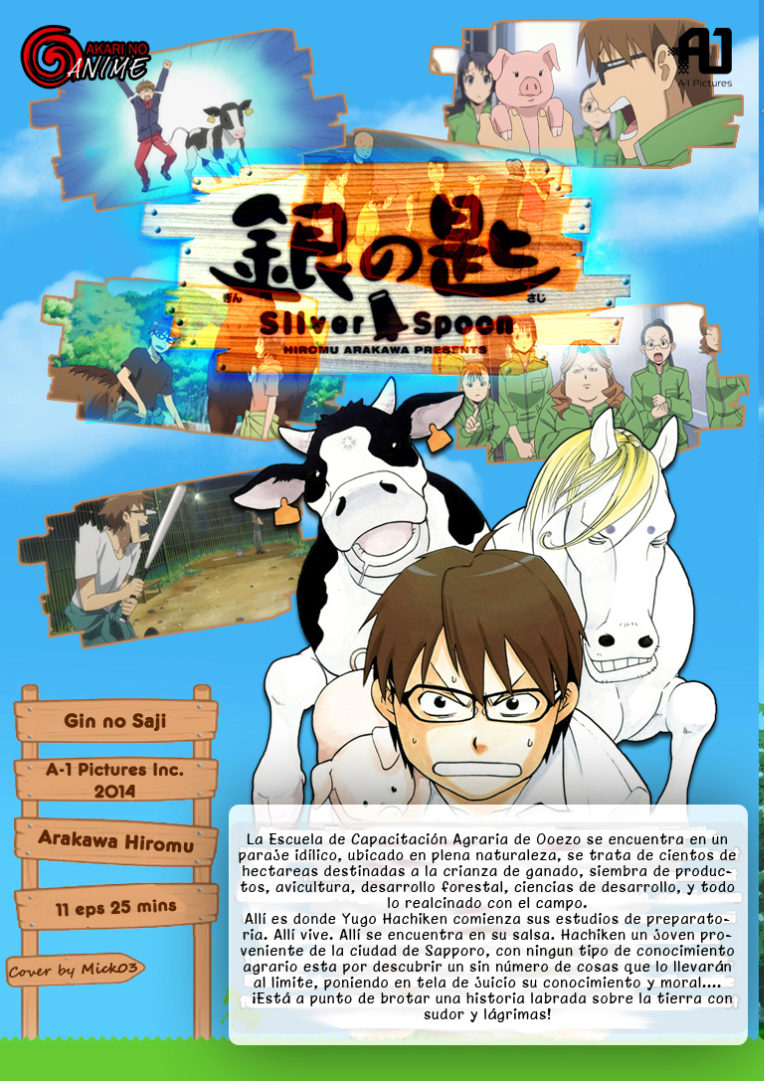 AKARI NO
ANIME
A-1 Pictures
銀の匙
ぎん
さじ
Silver Spoon
HIROMU ARAKAWA PRESENTS
Gin no Saji
A-1 Pictures Inc.
2014
Arakawa Hiromu
11 eps 25 mins
Cover by Mick03
La Escuela de Capacitación Agraria de Ooezo se encuentra en un
paraje idílico, ubicado en plena naturaleza, se trata de cientos de
hectareas destinadas a la crianza de ganado, siembra de produc-
tos, avicultura, desarrollo forestal, ciencias de desarrollo, y todo
lo realcinado con el campo.
Allí es donde Yugo Hachiken comienza sus estudios de preparato-
ria. Allí vive. Allí se encuentra en su salsa. Hachiken un joven pro-
veniente de la ciudad de Sapporo, con ningun tipo de conocimiento
agrario esta por descubrir un sin número de cosas que lo llevarán
al limite, poniendo en tela de juicio su conocimiento y moral....
¡Está a punto de brotar una historia labrada sobre la tierra con
sudor y lágrimas!